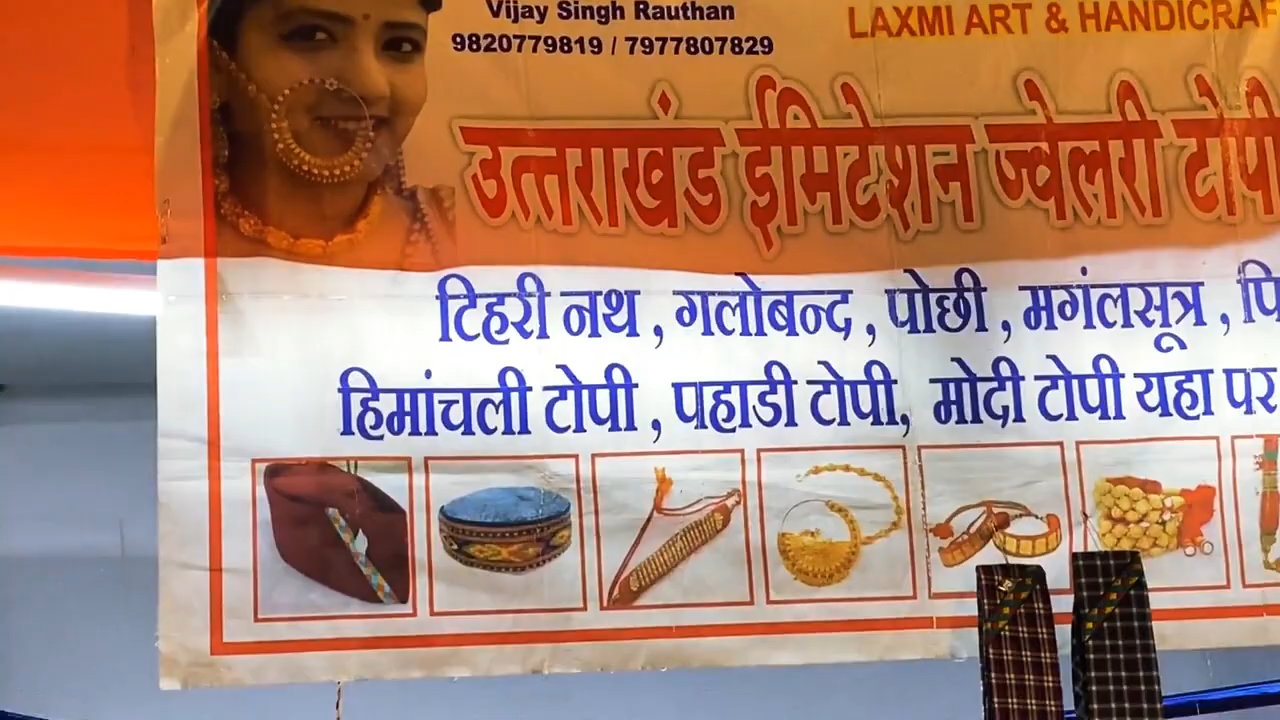 Vijay Singh Rauthan
9820779819 / 7977807829
LAXMI ART & HANDICRAF
उत्तराखंड ईमिटेशन ज्वेलरी टोपी
टिहरी नथ , गलोबन्द , पोछी , मगंलसूत्र , पि
हिमांचली टोपी , पहाडी टोपी, मोदी टोपी यहा पर